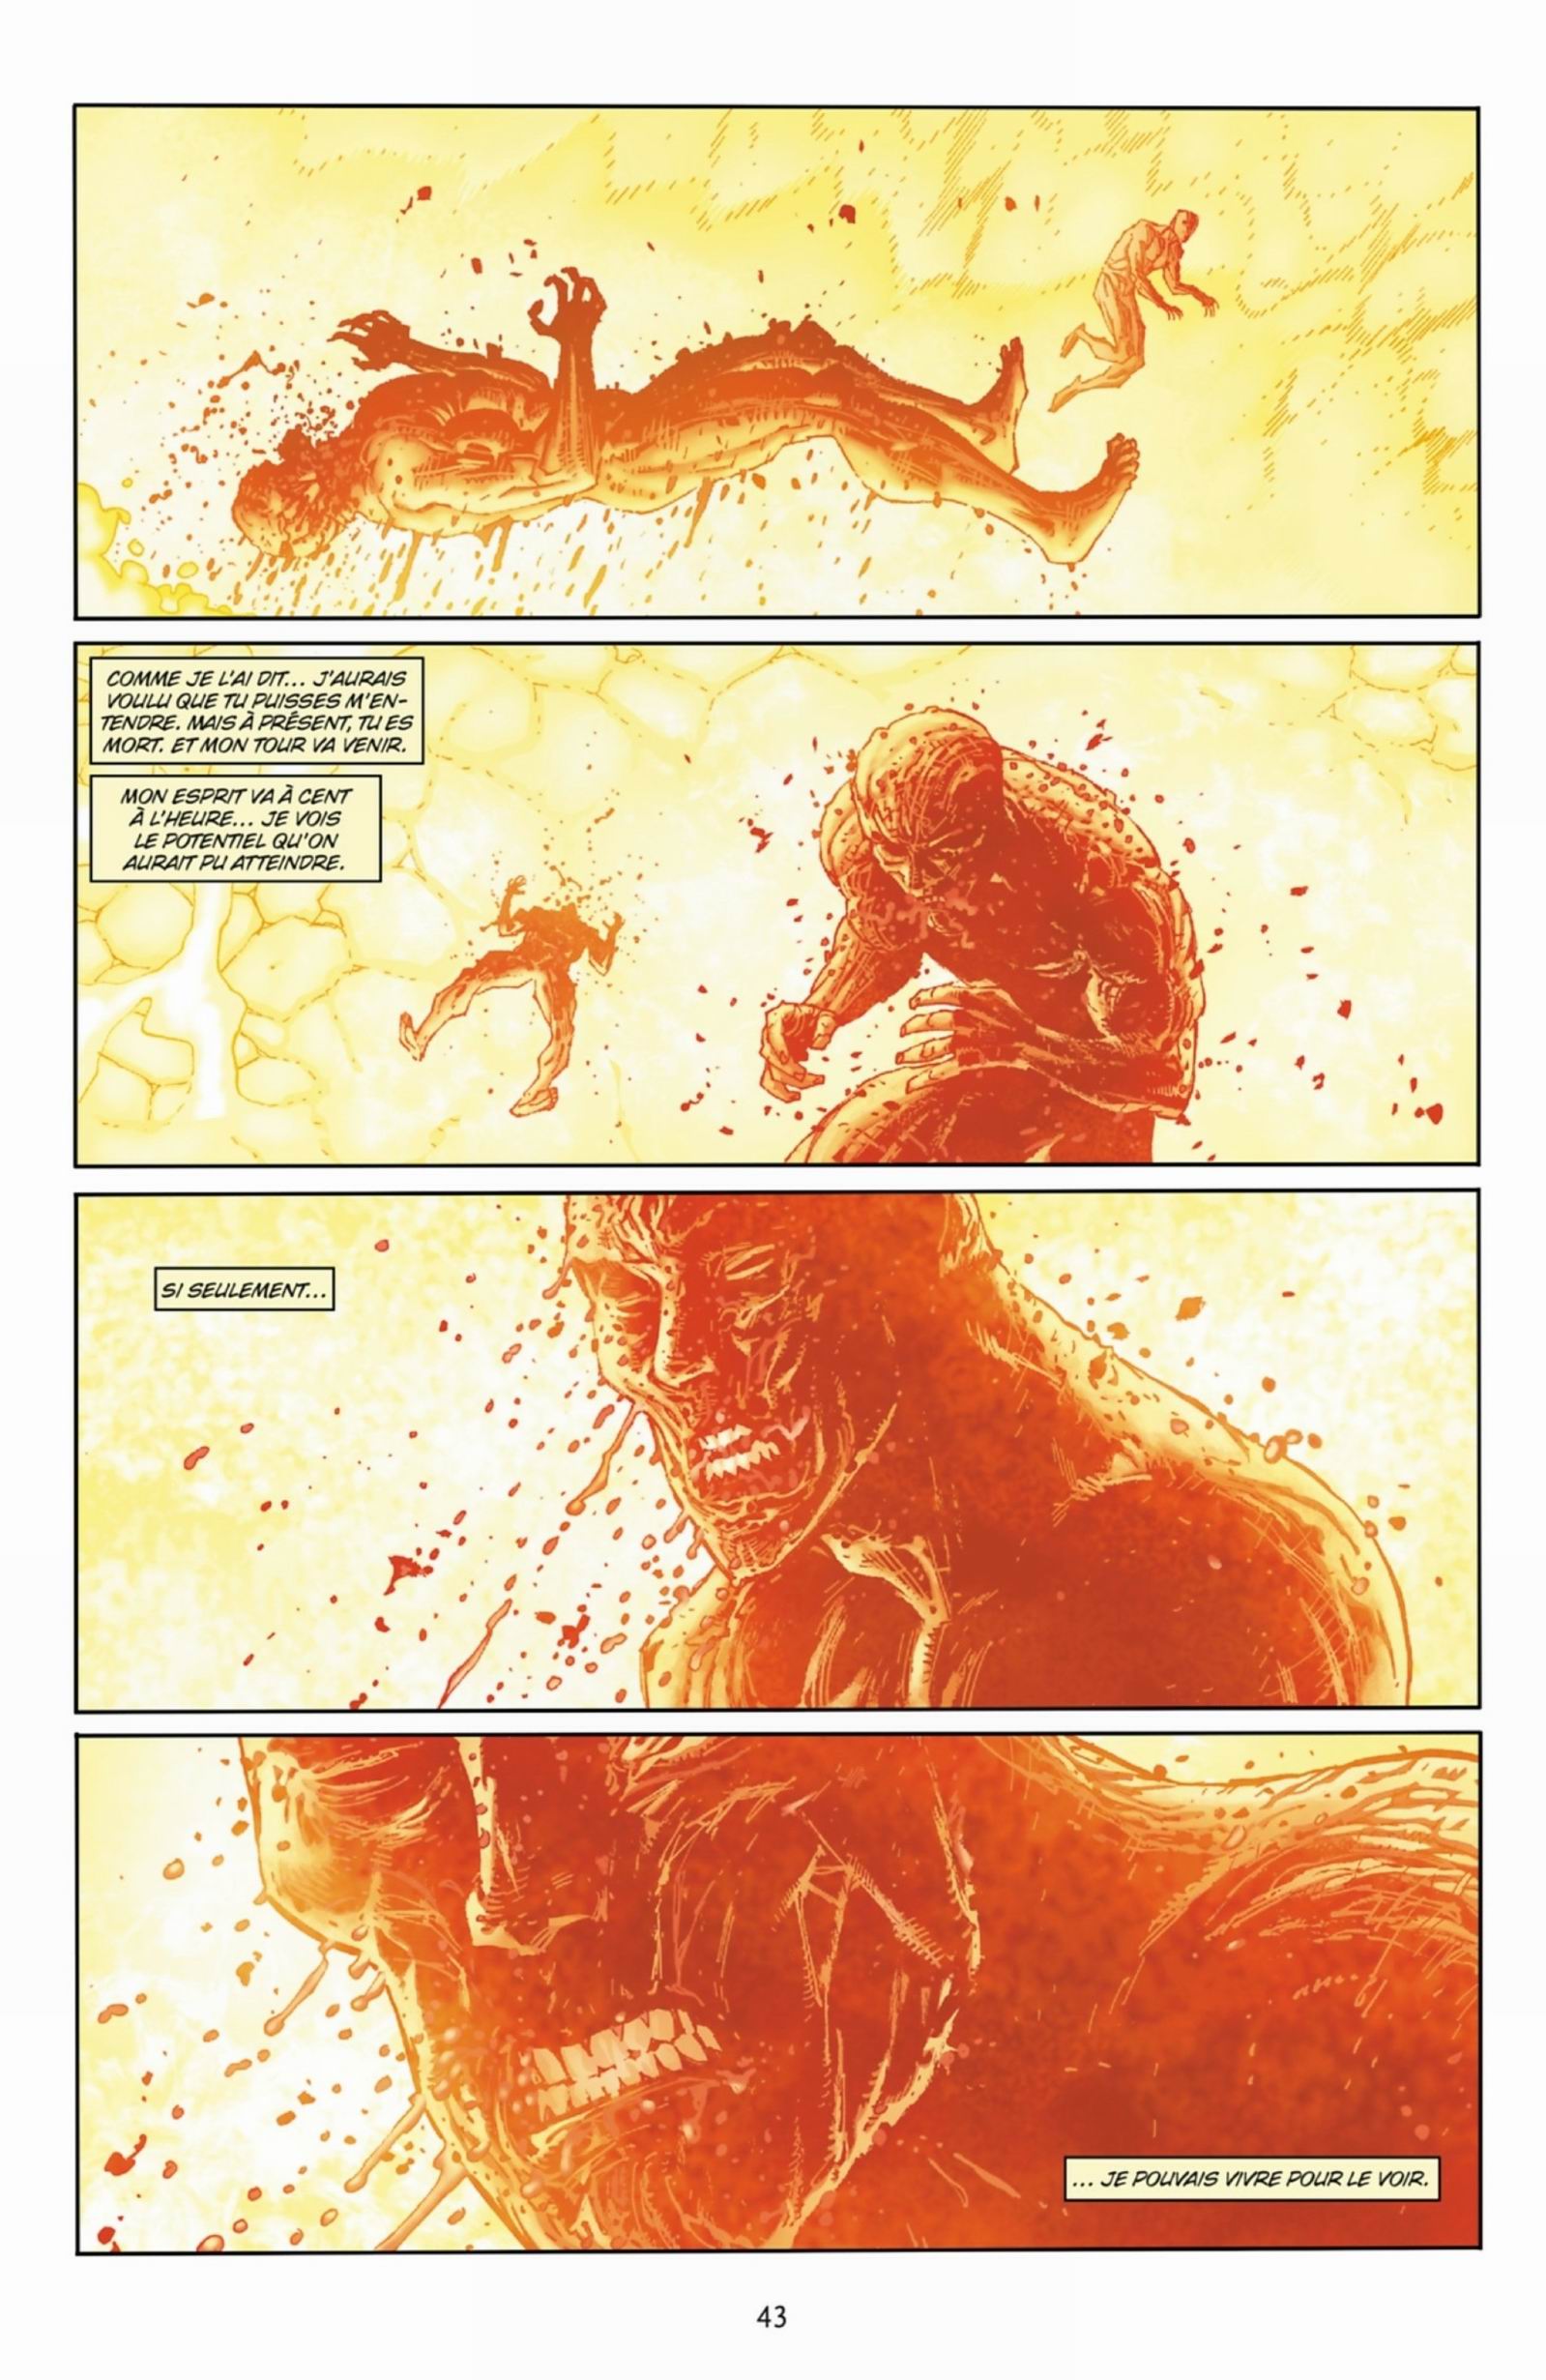 COMME JE L'AI DIT... J'AURAIS
VOULU QUE TU PUISSES M'EN-
TENDRE. MAIS À PRÉSENT, TU ES
MORT. ET MON TOUR VA VENIR.
MON ESPRIT VA À CENT
À L'HEURE... JE VOIS
LE POTENTIEL QU'ON
AURAIT PU ATTEINDRE.
SI SEULEMENT...
... JE POUVAIS VIVRE POUR LE VOIR.
43